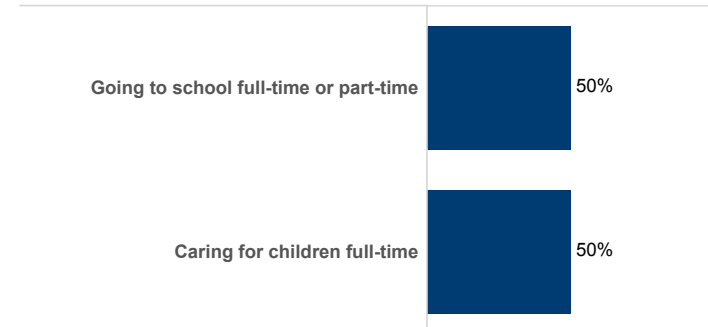 Going to school full-time or part-time 50%
Caring for children full-time 50%